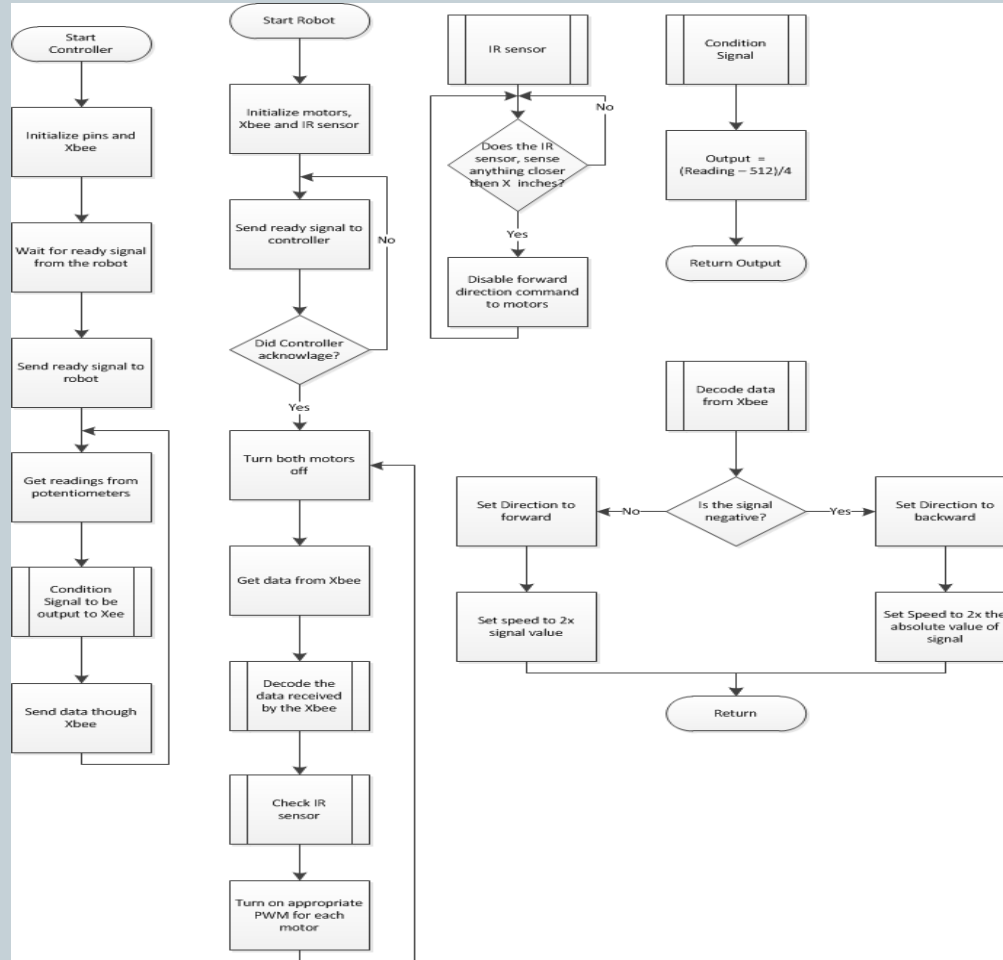 Start
Controller
Initialize pins and
Xbee
Wait for ready signal
from the robot
Send ready signal to
robot
Get readings from
potentiometers
Condition
Signal to be
output to Xee
Send data though
Xbee
Start Robot
Initialize motors,
Xbee and IR sensor
Send ready signal to
controller
No
Did Controller
acknowlage?
Yes
Turn both motors
off
Get data from Xbee
Decode the
data received
by the Xbee
Check IR
sensor
Turn on appropriate
PWM for each
motor
IR sensor
No
Does the IR
sensor, sense
anything closer
then X inches?
Yes
Disable forward
direction command
to motors
Condition
Signal
Output =
(Reading – 512)/4
Return Output
Decode data
from Xbee
Is the signal
negative?
No
Yes
Set Direction to
forward
Set speed to 2x
signal value
Set Direction to
backward
Set Speed to 2x the
absolute value of
signal
Return